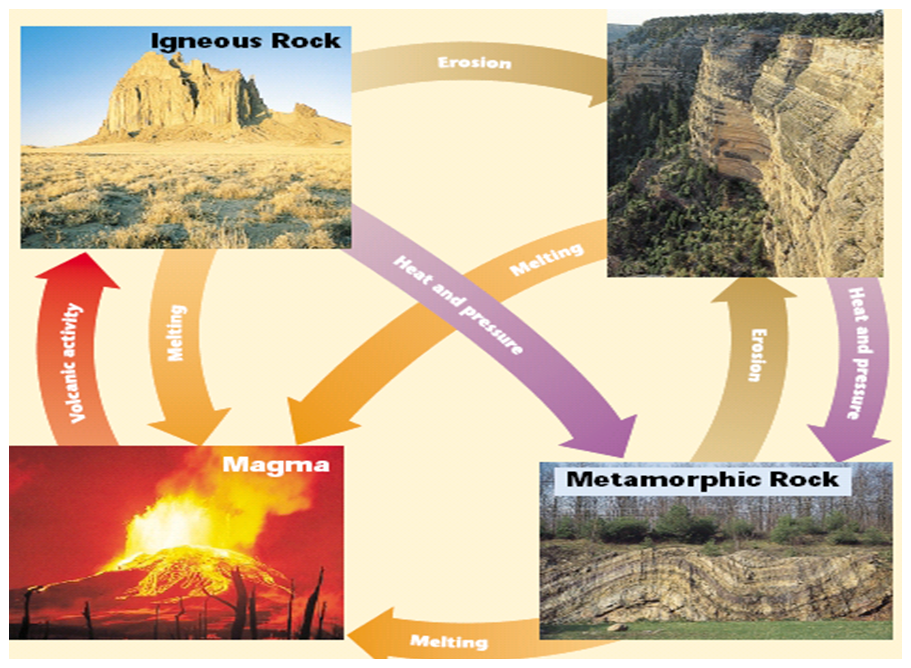 Igneous Rock
Erosion
Melting
Heat and pressure
Volcanic activity
Melting
Erosion
Heat and pressure
Magma
Metamorphic Rock
Melting